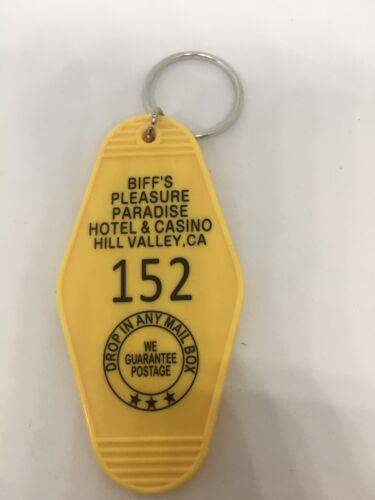 BIFF'S
PLEASURE
PARADISE
HOTEL & CASINO
HILL VALLEY,CA
152
DROP IN ANY MAIL BOX
WE
GUARANTEE
POSTAGE